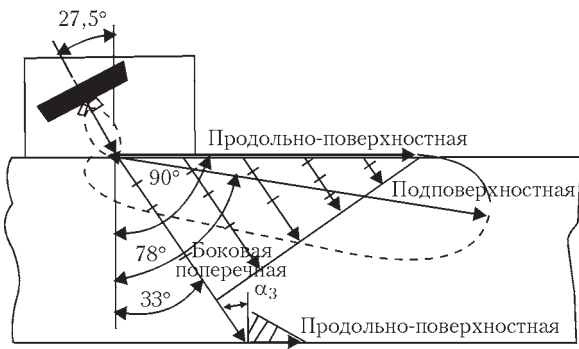 27,5°
Продольно-поверхностная
90°
Подповерхностная
78°
Боковая
поперечная
33°
α3
Продольно-поверхностная